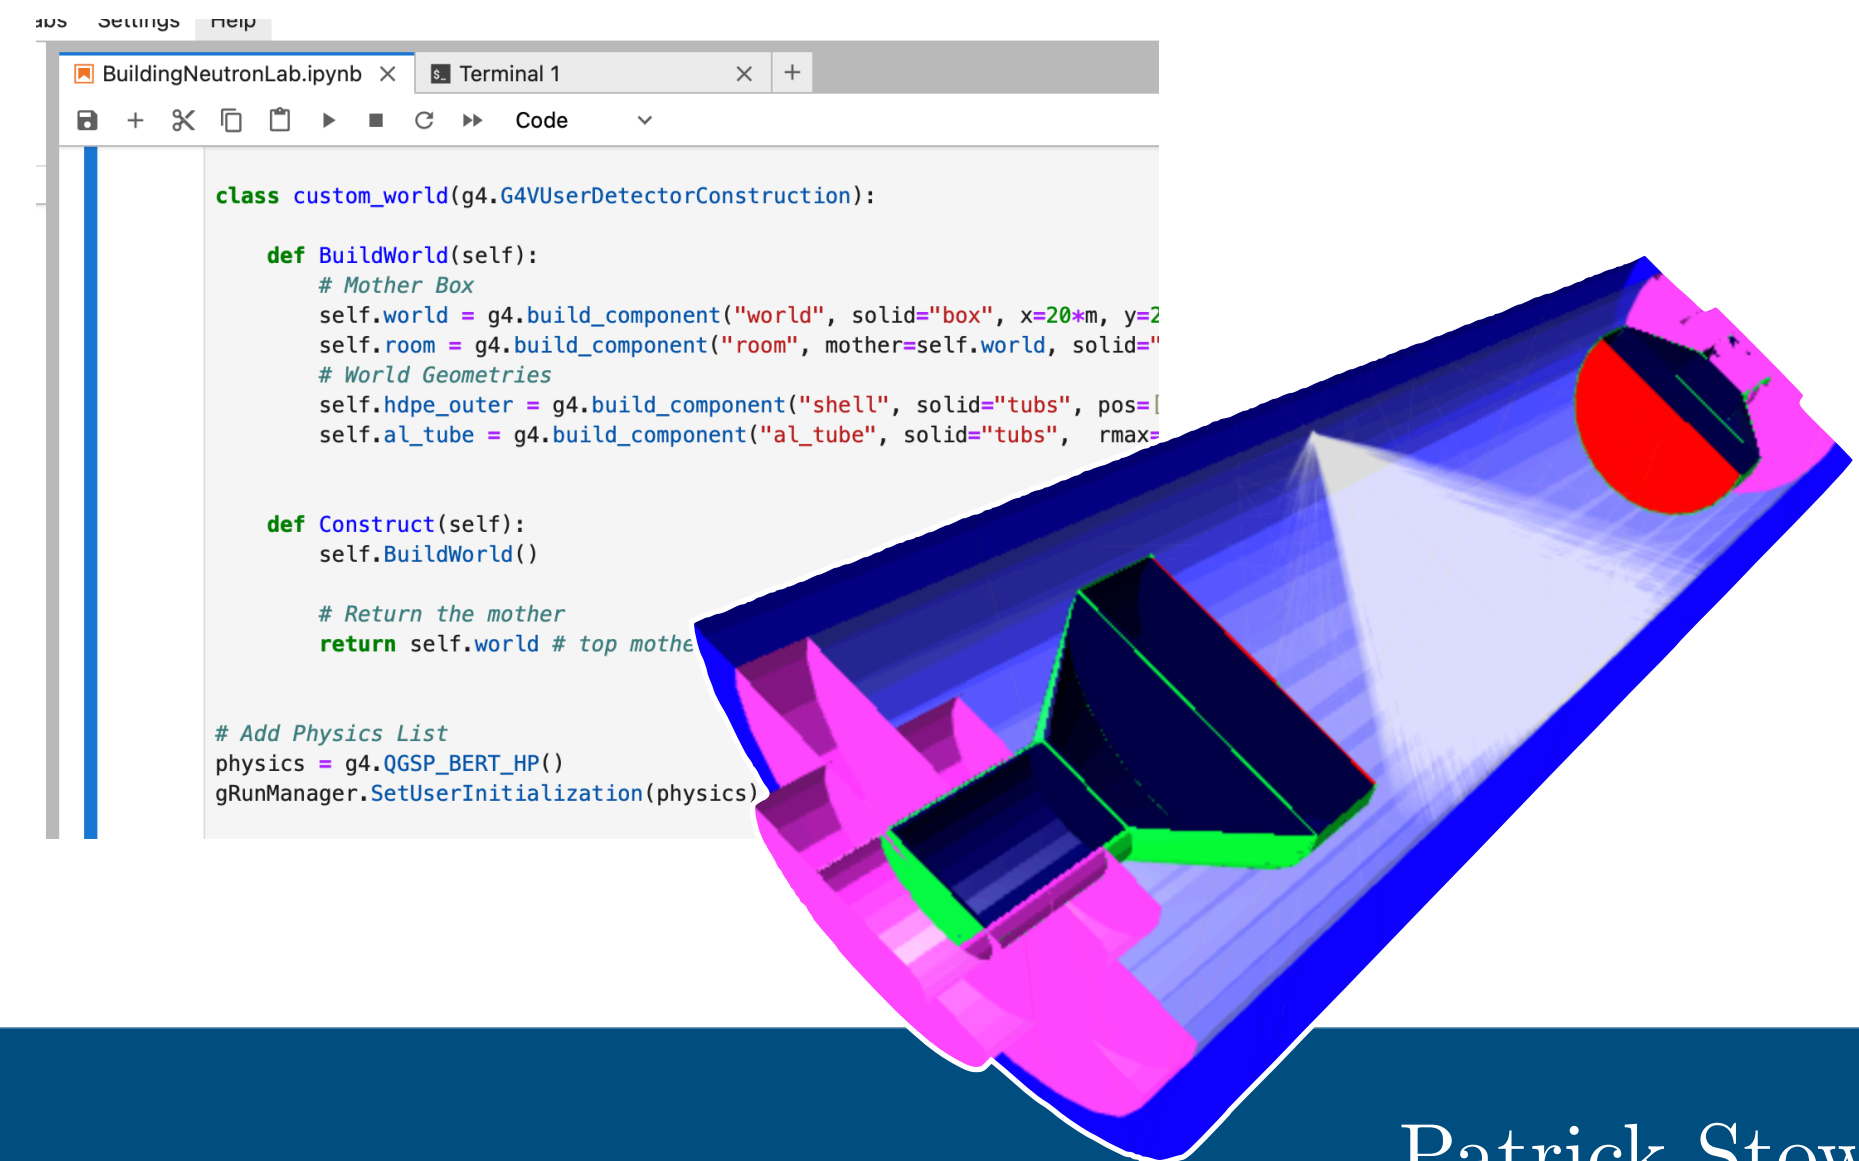 Settings Help
BuildingNeutronLab.ipynb Terminal 1
Code
class custom_world(g4.G4VUserDetectorConstruction):
def BuildWorld(self):
# Mother Box
self.world = g4.build_component("world", solid="box", x=20*m, y=2
self.room = g4.build_component("room", mother=self.world, solid="
# World Geometries
self.hdpe_outer = g4.build_component("shell", solid="tubs", pos=[
self.al_tube = g4.build_component("al_tube", solid="tubs", rmax=
def Construct(self):
self.BuildWorld()
# Return the mother
return self.world # top mothe
# Add Physics List
physics = g4.QGSP_BERT_HP()
gRunManager.SetUserInitialization(physics)
Patrick Stow